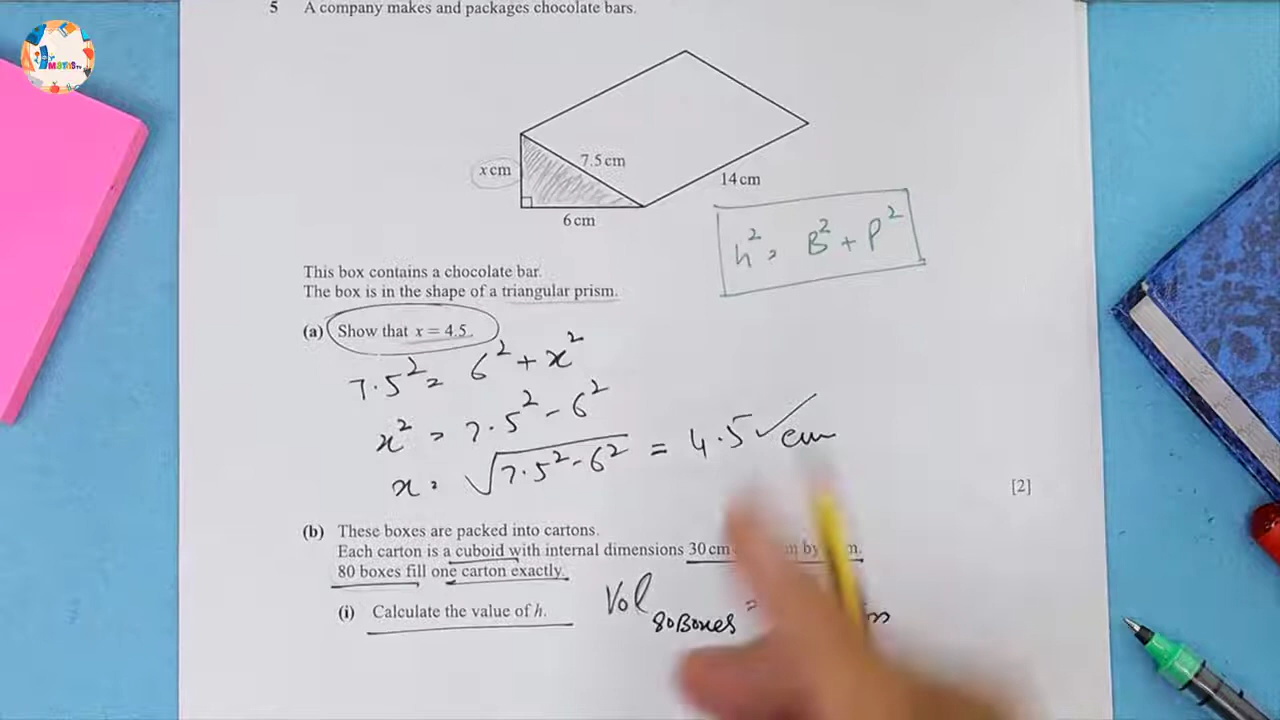 5 A company makes and packages chocolate bars.
MATHS TV
x cm
7.5 cm
14 cm
6 cm
h² = B² + P²
This box contains a chocolate bar.
The box is in the shape of a triangular prism.
(a) Show that x = 4.5.
7.5² = 6² + x²
x² = 7.5² - 6²
x = √7.5² - 6² = 4.5 ✓ cm
[2]
(b) These boxes are packed into cartons.
Each carton is a cuboid with internal dimensions 30 cm by
80 boxes fill one carton exactly.
(i) Calculate the value of h.
Vol 80 Boxes =